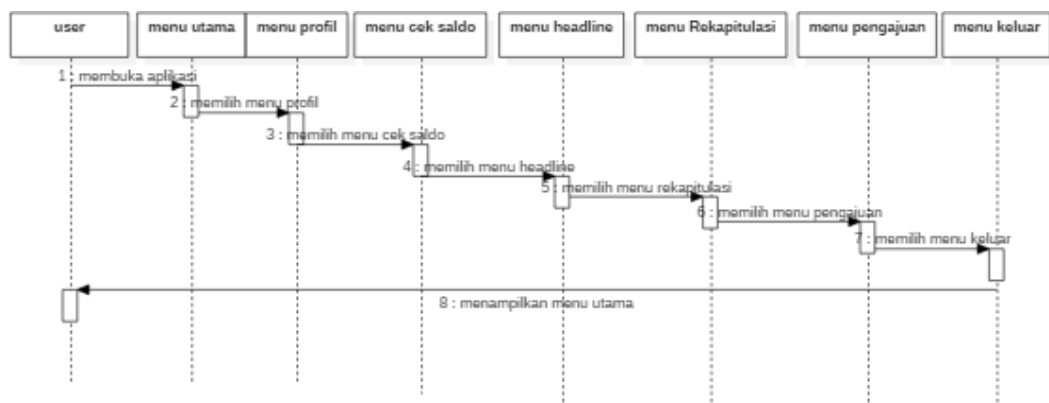 user
menu utama
menu profil
menu cek saldo
menu headline
menu Rekapitulasi
menu pengajuan
menu keluar
1 : membuka aplikasi
2 : memilih menu profil
3 : memilih menu cek saldo
4 : memilih menu headline
5 : memilih menu rekapitulasi
6 : memilih menu pengajuan
7 : memilih menu keluar
8 : menampilkan menu utama